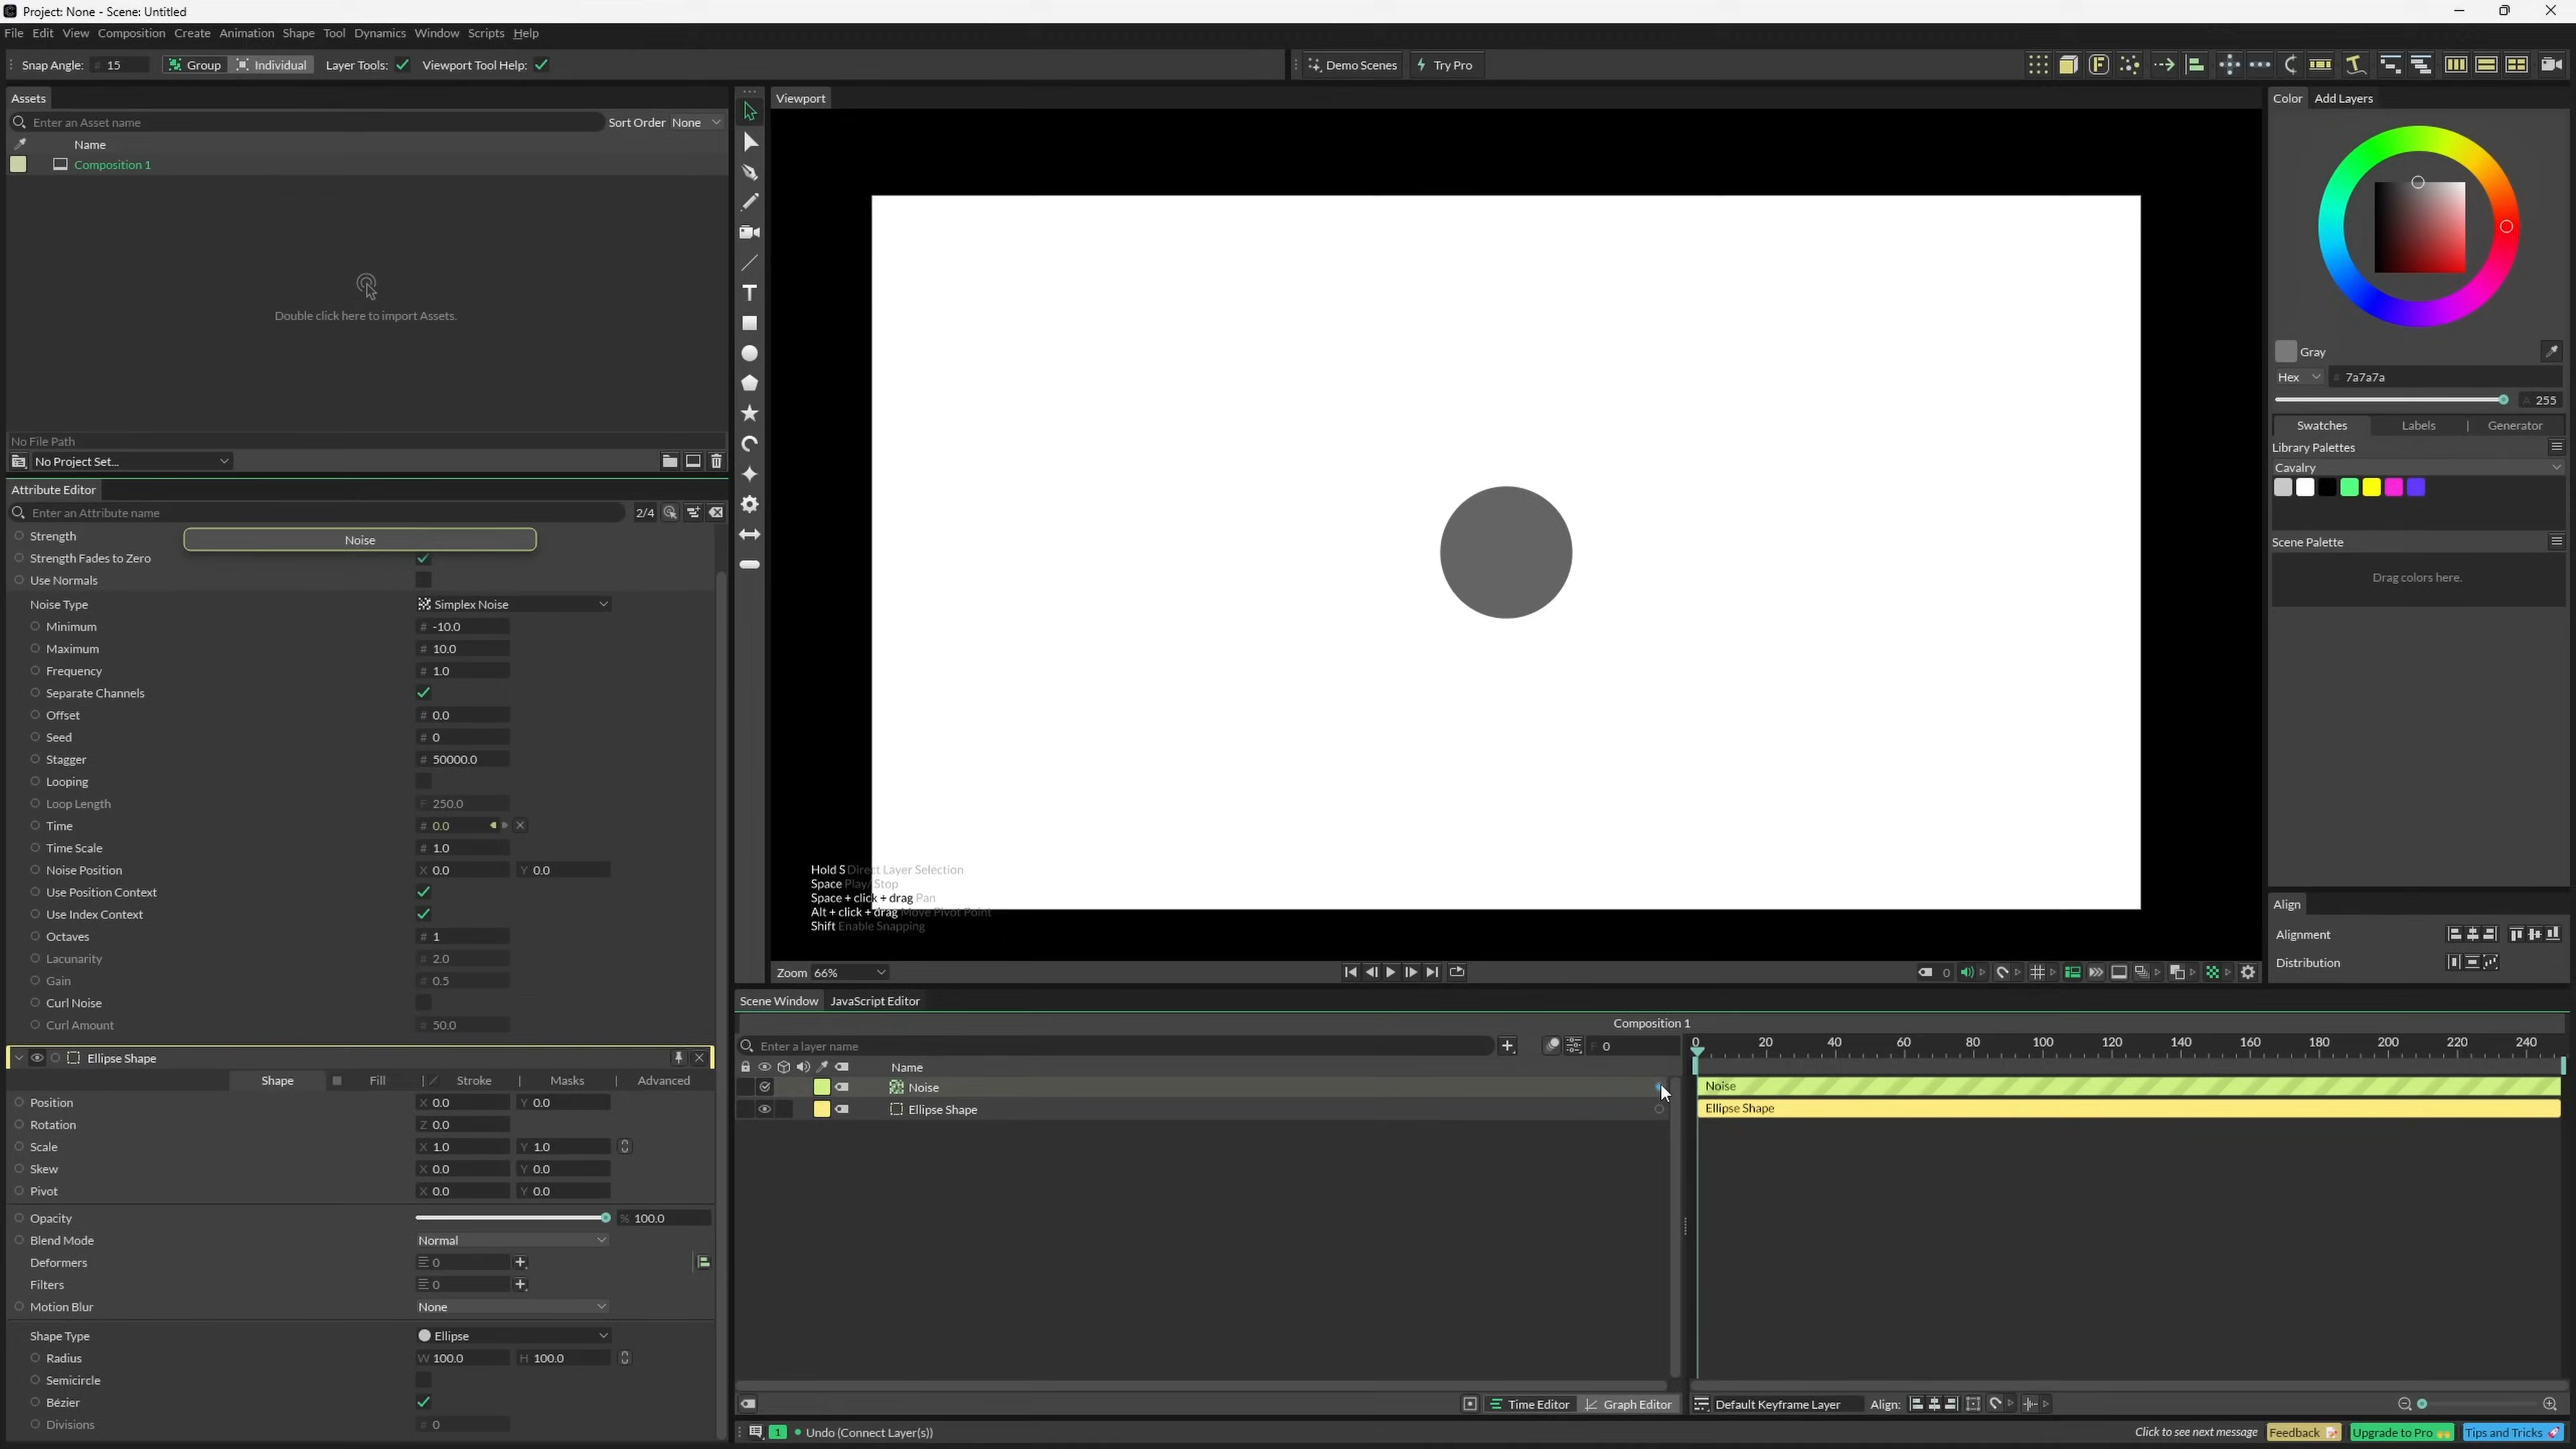 Project: None - Scene: Untitled
File Edit View Composition Create Animation Shape Tool Dynamics Window Scripts Help
Snap Angle: # 15 Group Individual Layer Tools: Viewport Tool Help: Demo Scenes Try Pro
Assets
Enter an Asset name Sort Order None
Name
Composition 1
Double click here to import Assets.
No File Path
No Project Set...
Attribute Editor
Enter an Attribute name 2/4
Strength
Noise
Strength Fades to Zero
Use Normals
Noise Type Simplex Noise
Minimum # -10.0
Maximum # 10.0
Frequency # 1.0
Separate Channels
Offset # 0.0
Seed # 0
Stagger # 50000.0
Looping
Loop Length F 250.0
Time # 0.0
Time Scale # 1.0
Noise Position X 0.0 Y 0.0
Use Position Context
Use Index Context
Octaves # 1
Lacunarity # 2.0
Gain # 0.5
Curl Noise
Curl Amount # 50.0
Ellipse Shape
Shape Fill Stroke Masks Advanced
Position X 0.0 Y 0.0
Rotation Z 0.0
Scale X 1.0 Y 1.0
Skew X 0.0 Y 0.0
Pivot X 0.0 Y 0.0
Opacity % 100.0
Blend Mode Normal
Deformers 0
Filters 0
Motion Blur None
Shape Type Ellipse
Radius W 100.0 H 100.0
Semicircle
Bézier
Divisions # 0
Viewport
Hold S Direct Layer Selection
Space Play/Stop
Space + click + drag Pan
Alt + click + drag Move Pivot Point
Shift Enable Snapping
Zoom 66% 0
Scene Window JavaScript Editor
Composition 1
Enter a layer name F 0
0 20 40 60 80 100 120 140 160 180 200 220 240
Name
Noise
Noise
Ellipse Shape
Ellipse Shape
Time Editor Graph Editor Default Keyframe Layer Align:
1 Undo (Connect Layer(s)) Click to see next message Feedback Upgrade to Pro Tips and Tricks
Color Add Layers
Gray
Hex # 7a7a7a
A 255
Swatches Labels Generator
Library Palettes
Cavalry
Scene Palette
Drag colors here.
Align
Alignment
Distribution